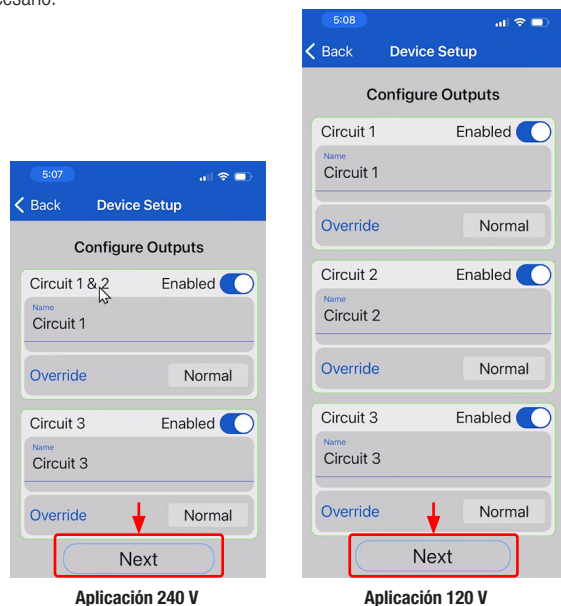 5:07
Back Device Setup
Configure Outputs
Circuit 1 & 2 Enabled
Name
Circuit 1
Override Normal
Circuit 3 Enabled
Name
Circuit 3
Override Normal
Next
Aplicación 240 V
5:08
Back Device Setup
Configure Outputs
Circuit 1 Enabled
Name
Circuit 1
Override Normal
Circuit 2 Enabled
Name
Circuit 2
Override Normal
Circuit 3 Enabled
Name
Circuit 3
Override Normal
Next
Aplicación 120 V